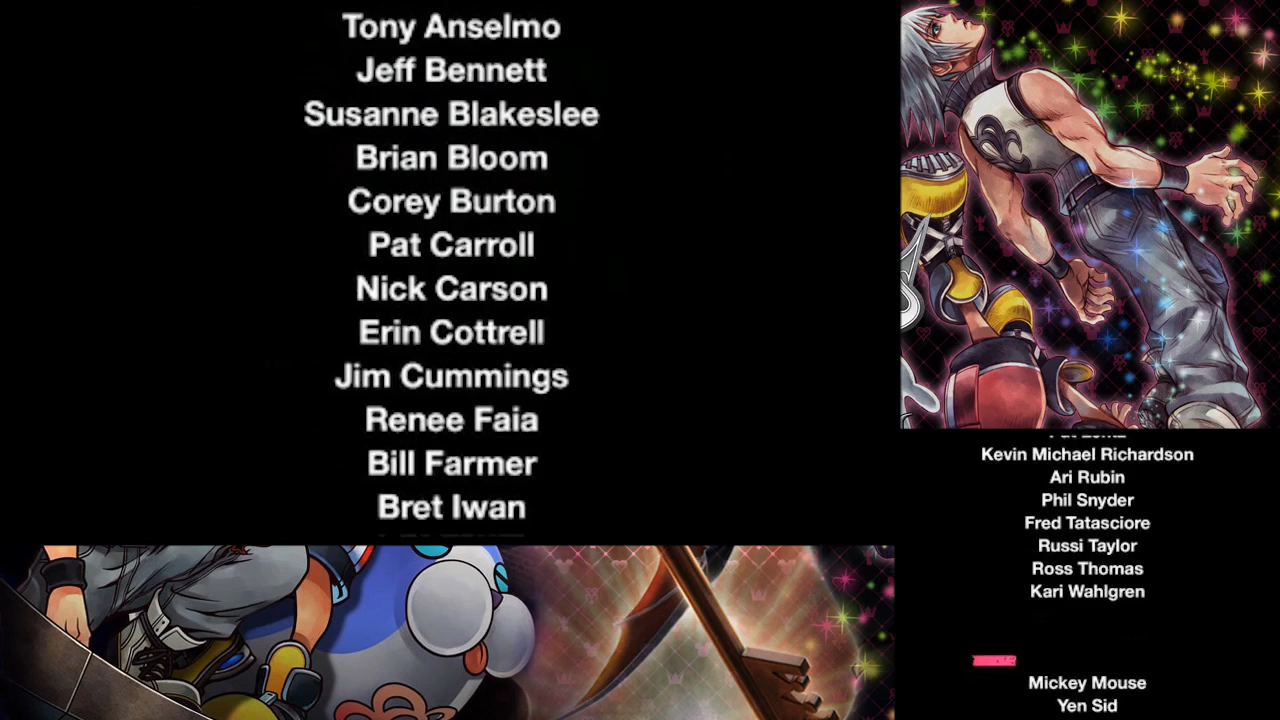 Tony Anselmo
Jeff Bennett
Susanne Blakeslee
Brian Bloom
Corey Burton
Pat Carroll
Nick Carson
Erin Cottrell
Jim Cummings
Renee Faia
Bill Farmer
Bret Iwan
Kevin Michael Richardson
Ari Rubin
Phil Snyder
Fred Tatasciore
Russi Taylor
Ross Thomas
Kari Wahlgren
Mickey Mouse
Yen Sid